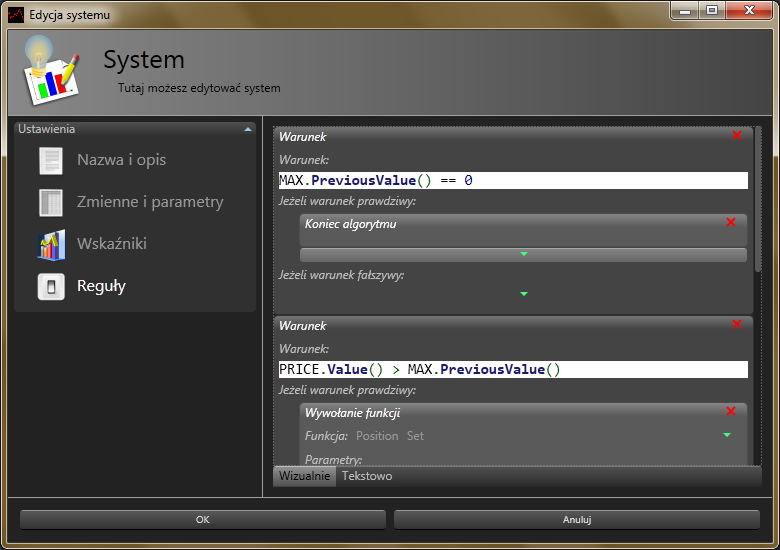 Edycja systemu
System
Tutaj możesz edytować system
Ustawienia
Nazwa i opis
Zmienne i parametry
Wskaźniki
Reguły
Warunek
Warunek:
MAX.PreviousValue() == 0
Jeżeli warunek prawdziwy:
Koniec algorytmu
Jeżeli warunek fałszywy:
Warunek
Warunek:
PRICE.Value() > MAX.PreviousValue()
Jeżeli warunek prawdziwy:
Wywołanie funkcji
Funkcja: Position Set
Parametry:
Wizualnie Tekstowo
OK Anuluj